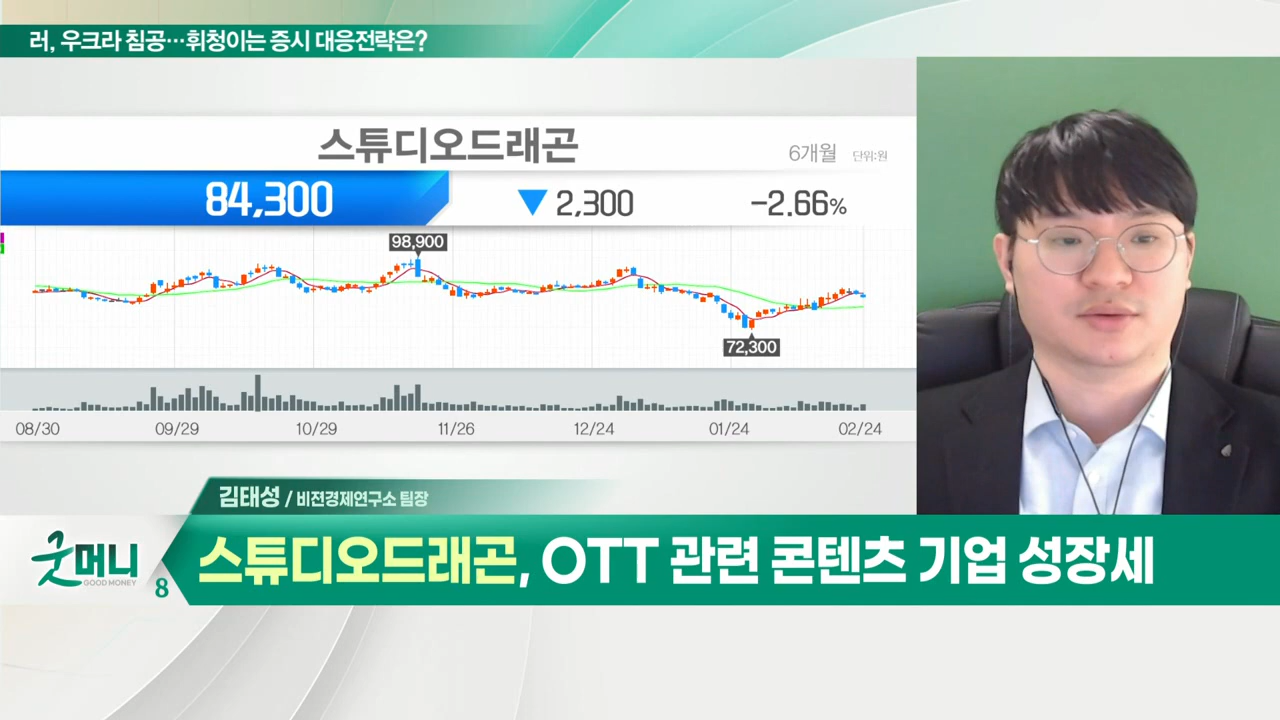 러, 우크라 침공…휘청이는 증시 대응전략은?
스튜디오드래곤
6개월 단위:원
84,300 ▼ 2,300 -2.66%
98,900
72,300
08/30 09/29 10/29 11/26 12/24 01/24 02/24
김태성 / 비젼경제연구소 팀장
굿머니
GOOD MONEY
8
스튜디오드래곤, OTT 관련 콘텐츠 기업 성장세